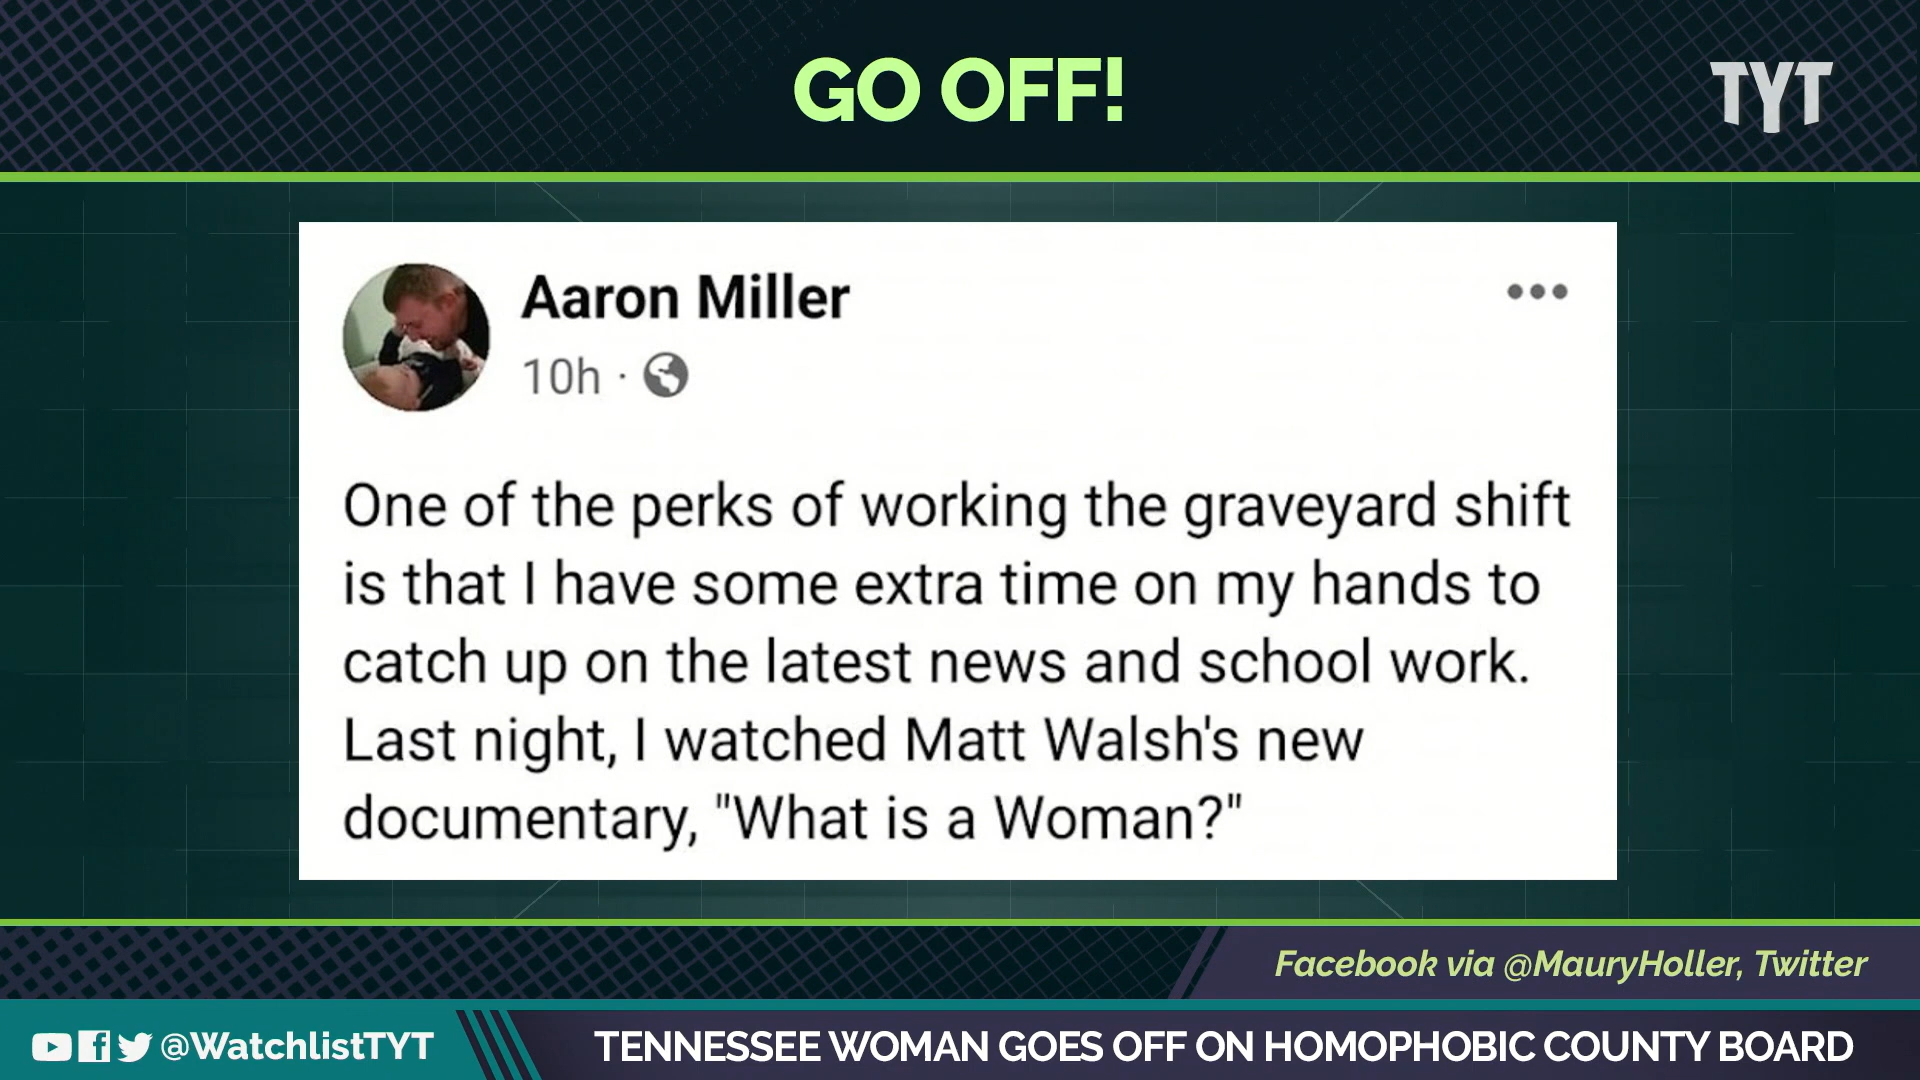 GO OFF!
TYT
Aaron Miller
10h ·
One of the perks of working the graveyard shift
is that I have some extra time on my hands to
catch up on the latest news and school work.
Last night, I watched Matt Walsh's new
documentary, "What is a Woman?"
Facebook via @MauryHoller, Twitter
@WatchlistTYT
TENNESSEE WOMAN GOES OFF ON HOMOPHOBIC COUNTY BOARD